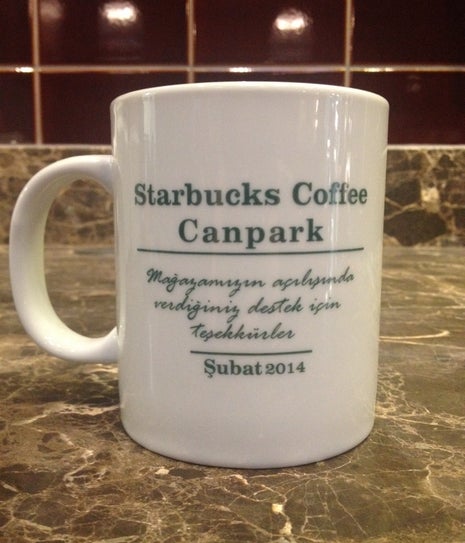 Starbucks Coffee
Canpark
Mağazamızın açılışında
verdiğiniz destek için
teşekkürler
Şubat 2014